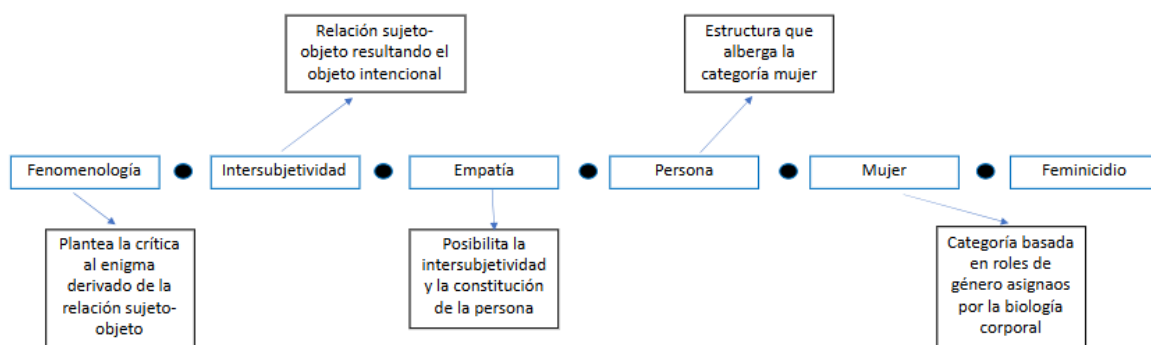 Relación sujeto-
objeto resultando el
objeto intencional
Estructura que
alberga la
categoría mujer
Fenomenología
Intersubjetividad
Empatía
Persona
Mujer
Feminicidio
Plantea la crítica
al enigma
derivado de la
relación sujeto-
objeto
Posibilita la
intersubjetividad
y la constitución
de la persona
Categoría basada
en roles de
género asignaos
por la biología
corporal